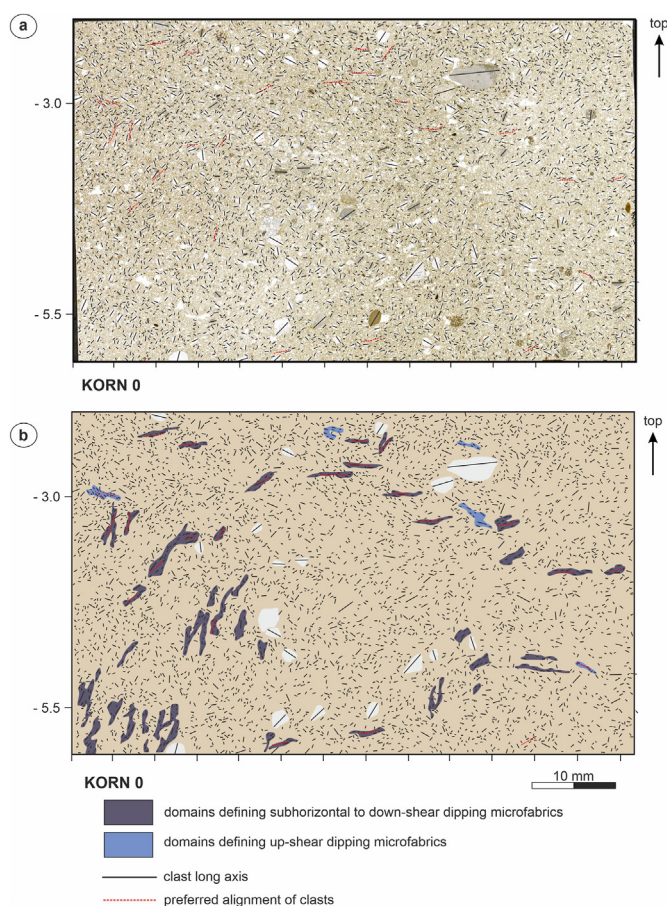 a
top
- 3.0
- 5.5
KORN 0
b
top
- 3.0
- 5.5
KORN 0
10 mm
domains defining subhorizontal to down-shear dipping microfabrics
domains defining up-shear dipping microfabrics
clast long axis
preferred alignment of clasts